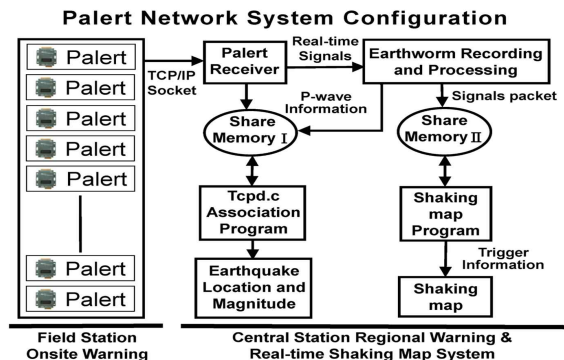 Palert Network System Configuration
Palert
Palert
Palert
Palert
Palert
Palert
Palert
TCP/IP
Socket
Palert
Receiver
Real-time
Signals
Earthworm Recording
and Processing
P-wave
Information
Signals packet
Share
Memory I
Share
Memory II
Tcpd.c
Association
Program
Shaking
map
Program
Trigger
Information
Earthquake
Location and
Magnitude
Shaking
map
Field Station
Onsite Warning
Central Station Regional Warning &
Real-time Shaking Map System